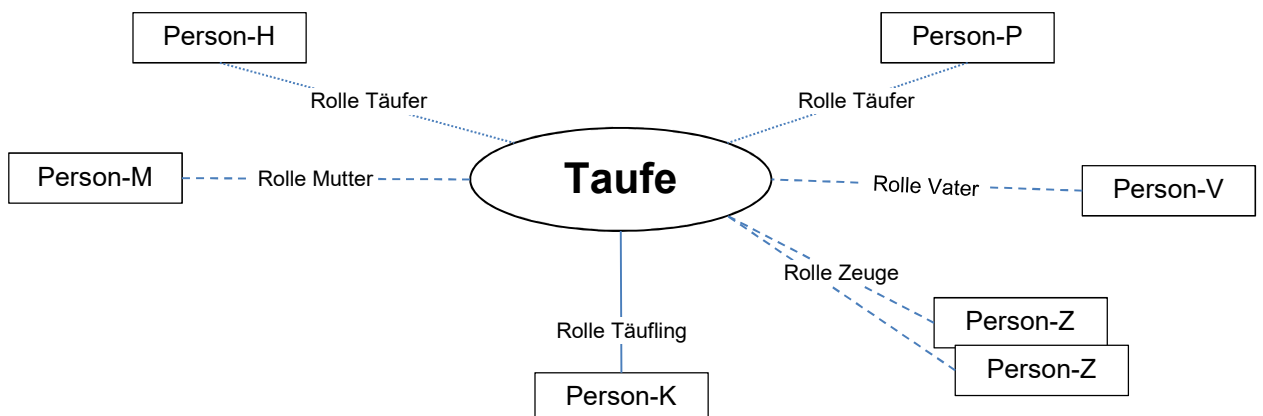 Person-H
Person-P
Rolle Täufer
Rolle Täufer
Person-M
Rolle Mutter
Taufe
Rolle Vater
Person-V
Rolle Zeuge
Person-Z
Rolle Täufling
Person-Z
Person-K